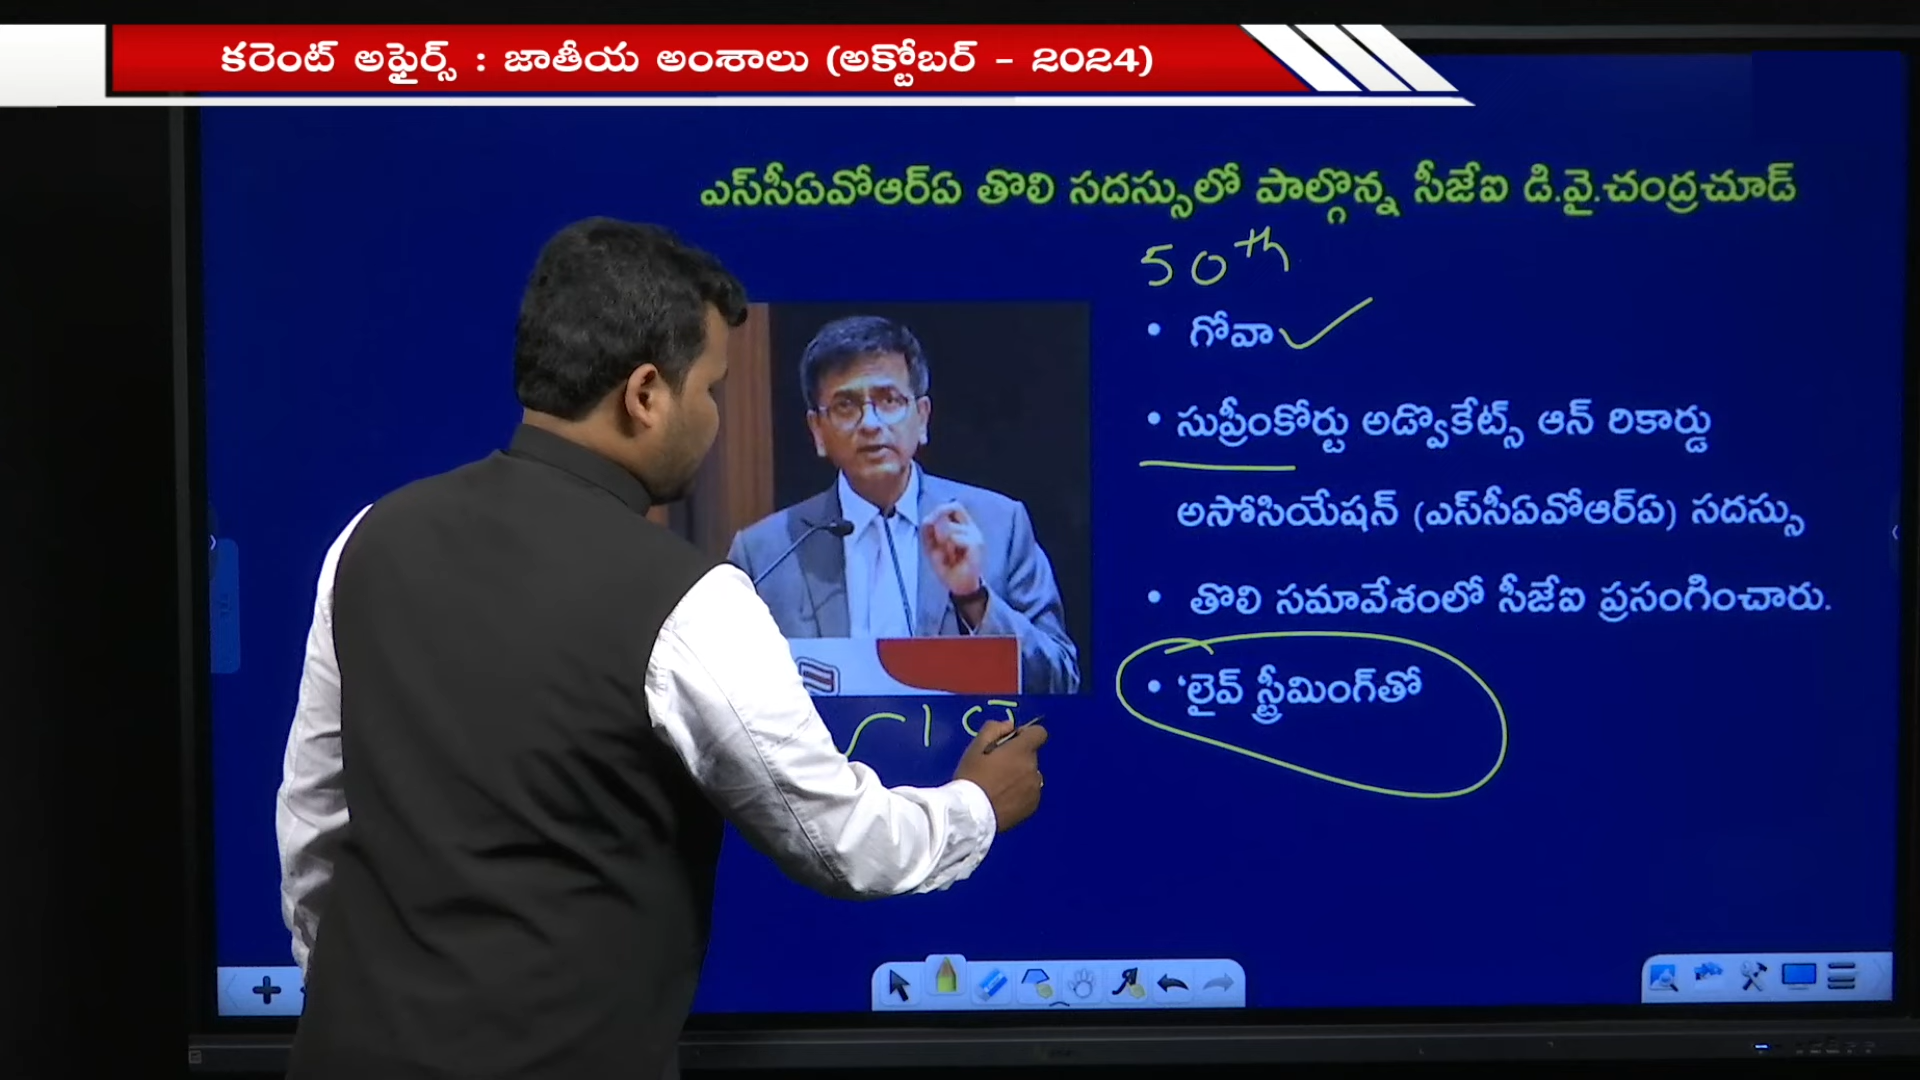 కరెంట్ అఫైర్స్ : జాతీయ అంశాలు (అక్టోబర్ - 2024)
ఎస్‌సీఏవోఆర్ఏ తొలి సదస్సులో పాల్గొన్న సీజేఐ డి.వై.చంద్రచూడ్
50th
• గోవా
• సుప్రీంకోర్టు అడ్వొకేట్స్ ఆన్ రికార్డు
అసోసియేషన్ (ఎస్‌సీఏవోఆర్ఏ) సదస్సు
• తొలి సమావేశంలో సీజేఐ ప్రసంగించారు.
• ‘లైవ్ స్ట్రీమింగ్‌తో